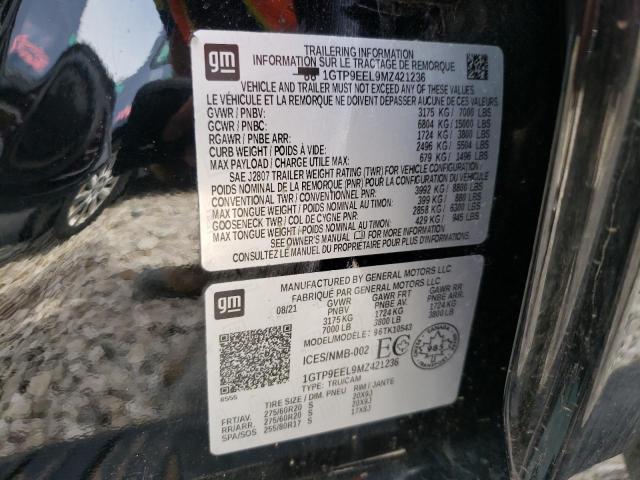 gm
TRAILERING INFORMATION
INFORMATION SUR LE TRACTAGE DE REMORQUE
1GTP9EEL9MZ421236
VEHICLE AND TRAILER MUST NOT EXCEED ANY OF THESE VALUES.
LE VÉHICULE ET LA REMORQUE NE DOIVENT DÉPASSER AUCUNE DE CES VALEURS.
GVWR / PNBV: 3175 KG / 7000 LBS
GCWR / PNBC: 6804 KG / 15000 LBS
RGAWR / PNBE ARR: 1724 KG / 3800 LBS
CURB WEIGHT / POIDS À VIDE: 2496 KG / 5504 LBS
MAX PAYLOAD / CHARGE UTILE MAX: 679 KG / 1496 LBS
SAE J2807 TRAILER WEIGHT RATING (TWR) FOR VEHICLE CONFIGURATION:
POIDS NOMINAL DE LA REMORQUE (PNR) POUR CONFIGURATION DU VÉHICULE:
CONVENTIONAL TWR / CONVENTIONNEL PNR: 3992 KG / 8800 LBS
MAX TONGUE WEIGHT / POIDS NOMINAL AU TIMON: 399 KG / 880 LBS
GOOSENECK TWR / COL DE CYGNE PNR: 2858 KG / 6300 LBS
MAX TONGUE WEIGHT / POIDS NOMINAL AU TIMON: 429 KG / 945 LBS
SEE OWNER'S MANUAL FOR ADDITIONAL INFORMATION.
CONSULTEZ LE MANUEL DU PROPRIÉTAIRE POUR PLUS D'INFORMATIONS.
gm
MANUFACTURED BY GENERAL MOTORS LLC
FABRIQUÉ PAR GENERAL MOTORS LLC
08/21 GVWR GAWR FRT GAWR RR
PNBV PNBE AV. PNBE ARR
3175 KG 1724 KG 1724 KG
7000 LB 3800 LB 3800 LB
MODEL/MODÈLE: 96TK10543
ICES/NMB-002 EC CANADA 985
1GTP9EEL9MZ421236
TYPE: TRU/CAM
TIRE SIZE / DIM. PNEU RIM / JANTE
FRT/AV. 275/60R20 S 20X9J
RR/ARR. 275/60R20 S 20X9J
SPA/SOS 255/80R17 S 17X8J